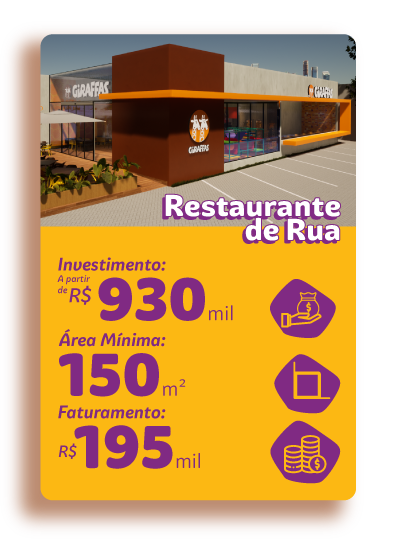 GiRAFFAS
GiRAFFAS
GiRAFFAS
Restaurante
de Rua
Investimento:
A partir
de R$ 930 mil
Área Mínima:
150 m²
Faturamento:
R$ 195 mil